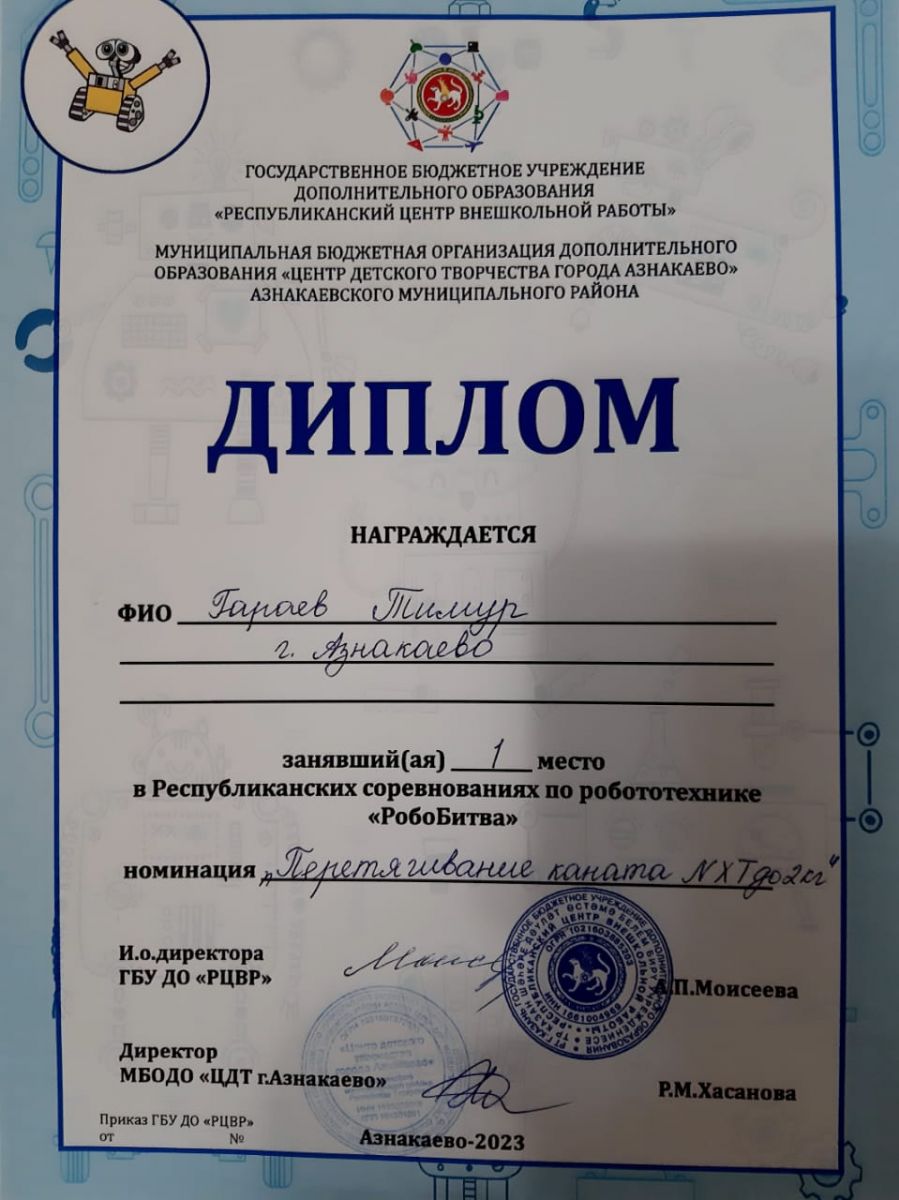 ГОСУДАРСТВЕННОЕ БЮДЖЕТНОЕ УЧРЕЖДЕНИЕ
ДОПОЛНИТЕЛЬНОГО ОБРАЗОВАНИЯ
«РЕСПУБЛИКАНСКИЙ ЦЕНТР ВНЕШКОЛЬНОЙ РАБОТЫ»
МУНИЦИПАЛЬНАЯ БЮДЖЕТНАЯ ОРГАНИЗАЦИЯ ДОПОЛНИТЕЛЬНОГО
ОБРАЗОВАНИЯ «ЦЕНТР ДЕТСКОГО ТВОРЧЕСТВА ГОРОДА АЗНАКАЕВО»
АЗНАКАЕВСКОГО МУНИЦИПАЛЬНОГО РАЙОНА
ДИПЛОМ
НАГРАЖДАЕТСЯ
ФИО Гараев Тимур
г. Азнакаево
занявший(ая) 1 место
в Республиканских соревнованиях по робототехнике
«РобоБитва»
номинация „Перетягивание каната NXT до 2кг"
И.о.директора
ГБУ ДО «РЦВР» А.П.Моисеева
Директор
МБОДО «ЦДТ г.Азнакаево» Р.М.Хасанова
Приказ ГБУ ДО «РЦВР»
от №
Азнакаево-2023